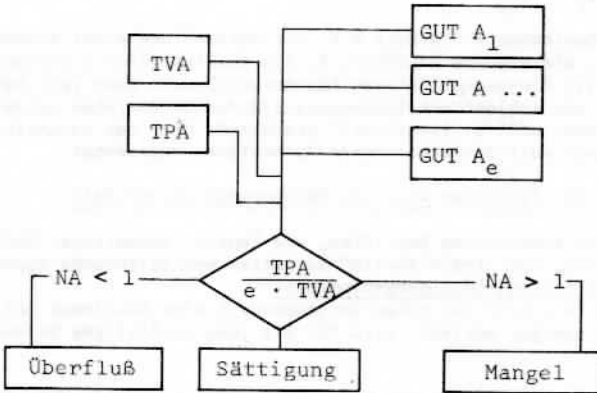 GUT A1
TVA
GUT A ...
TPA
GUT Ae
TPA
e · TVA
NA < 1
NA > 1
Überfluß
Sättigung
Mangel